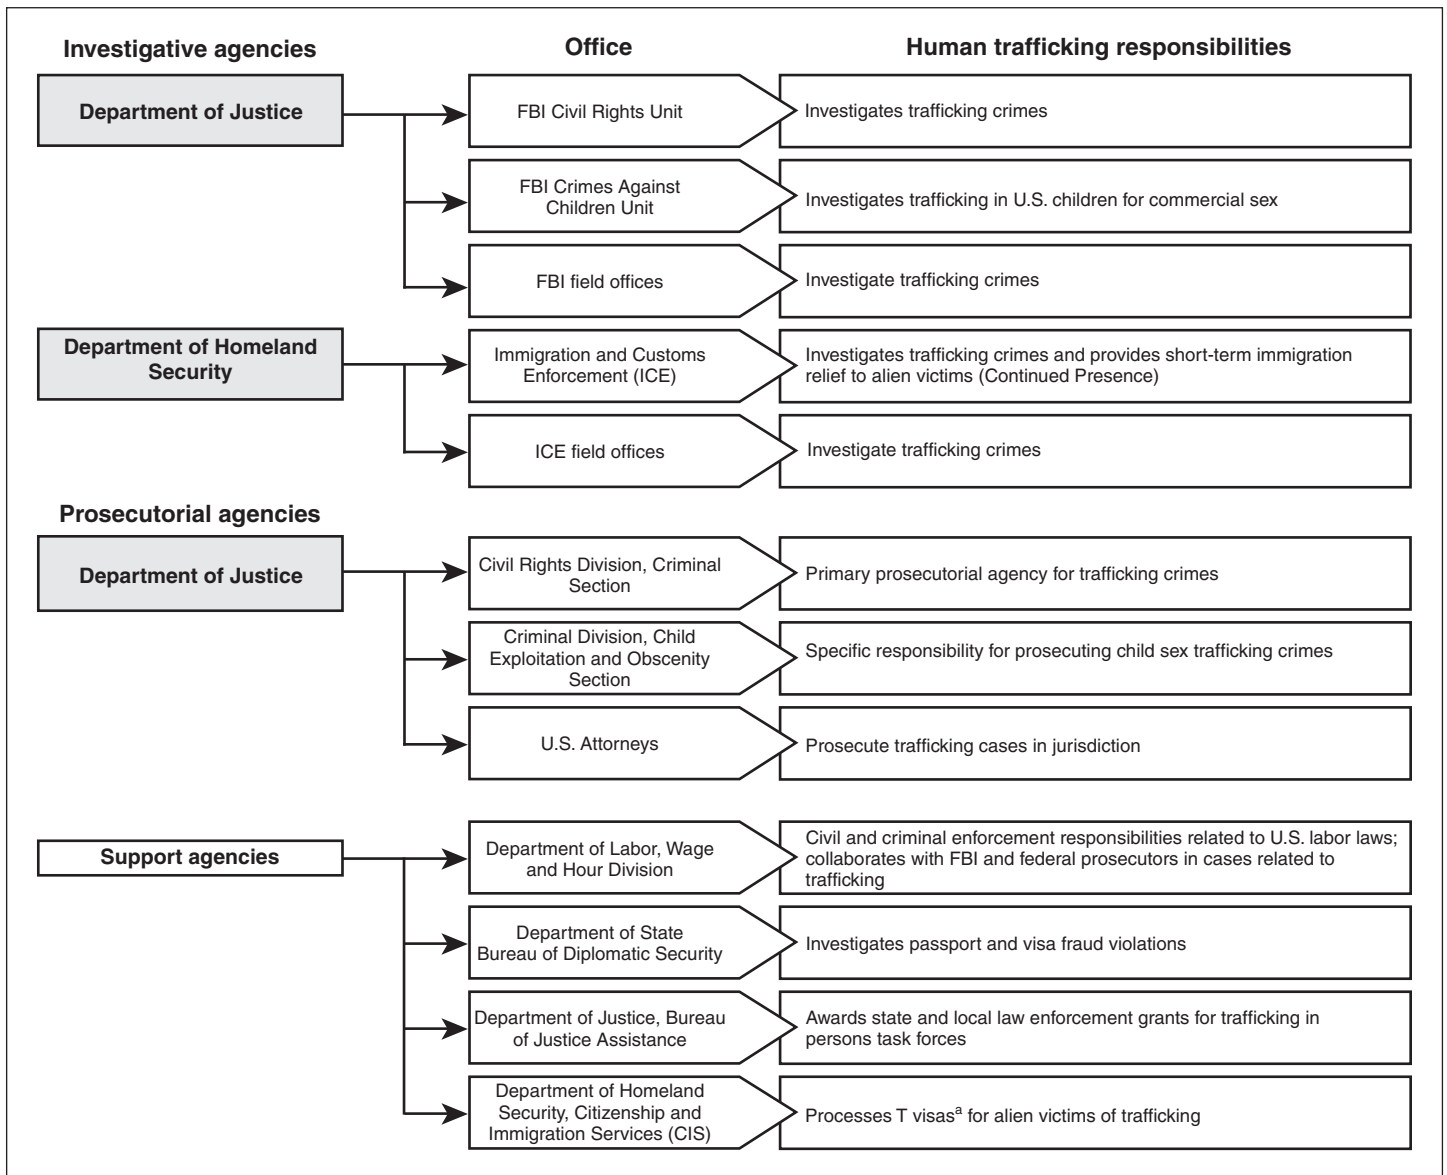 Investigative agencies
Office
Human trafficking responsibilities
Department of Justice
FBI Civil Rights Unit
Investigates trafficking crimes
FBI Crimes Against
Children Unit
Investigates trafficking in U.S. children for commercial sex
FBI field offices
Investigate trafficking crimes
Department of Homeland
Security
Immigration and Customs
Enforcement (ICE)
Investigates trafficking crimes and provides short-term immigration
relief to alien victims (Continued Presence)
ICE field offices
Investigate trafficking crimes
Prosecutorial agencies
Department of Justice
Civil Rights Division, Criminal
Section
Primary prosecutorial agency for trafficking crimes
Criminal Division, Child
Exploitation and Obscenity
Section
Specific responsibility for prosecuting child sex trafficking crimes
U.S. Attorneys
Prosecute trafficking cases in jurisdiction
Support agencies
Department of Labor, Wage
and Hour Division
Civil and criminal enforcement responsibilities related to U.S. labor laws;
collaborates with FBI and federal prosecutors in cases related to
trafficking
Department of State
Bureau of Diplomatic Security
Investigates passport and visa fraud violations
Department of Justice, Bureau
of Justice Assistance
Awards state and local law enforcement grants for trafficking in
persons task forces
Department of Homeland
Security, Citizenship and
Immigration Services (CIS)
Processes T visasᵃ for alien victims of trafficking